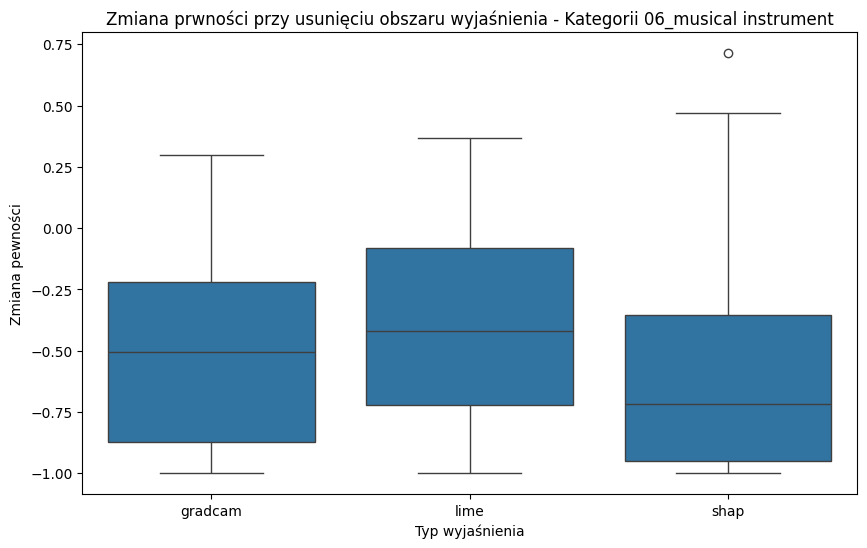 Zmiana prwności przy usunięciu obszaru wyjaśnienia - Kategorii 06_musical instrument
0.75
0.50
0.25
0.00
−0.25
−0.50
−0.75
−1.00
Zmiana pewności
gradcam
lime
shap
Typ wyjaśnienia